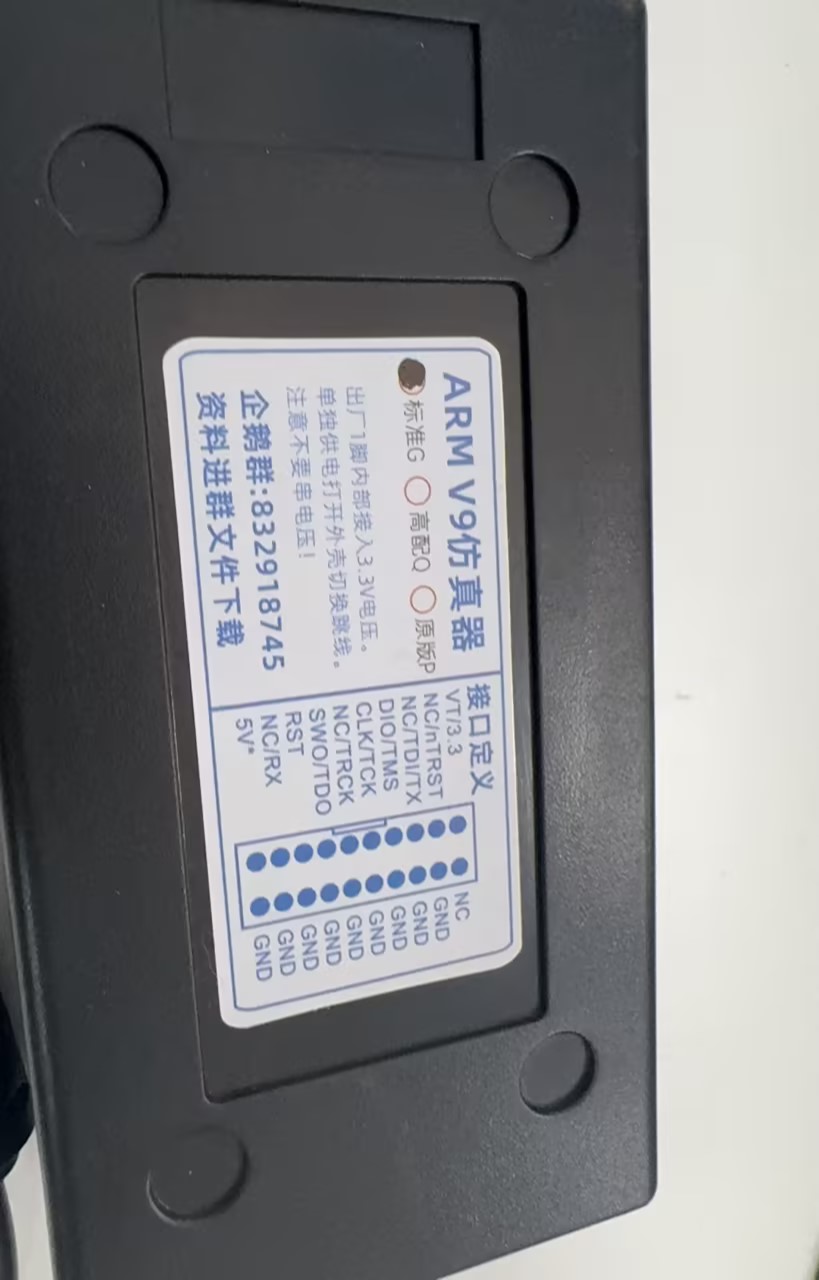 ARM V9仿真器
标准G 高配Q 原版P
出厂1脚内部接入3.3V电压。
单独供电打开外壳切换跳线。
注意不要串电压！
企鹅群:832918745
资料进群文件下载
接口定义
VT/3.3 NC
NC/nTRST GND
NC/TDI/TX GND
DIO/TMS GND
CLK/TCK GND
NC/TRCK GND
SWO/TDO GND
RST GND
NC/RX GND
5V* GND